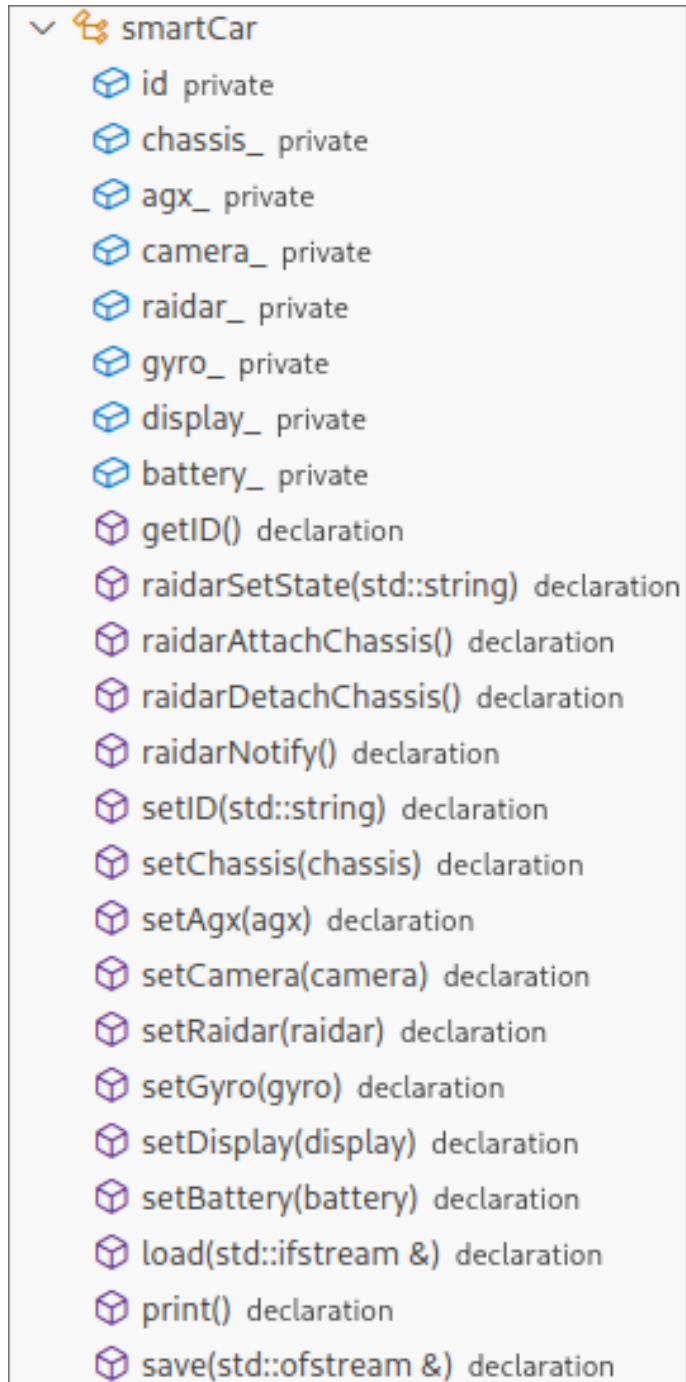 smartCar
id private
chassis_ private
agx_ private
camera_ private
raidar_ private
gyro_ private
display_ private
battery_ private
getID() declaration
raidarSetState(std::string) declaration
raidarAttachChassis() declaration
raidarDetachChassis() declaration
raidarNotify() declaration
setID(std::string) declaration
setChassis(chassis) declaration
setAgx(agx) declaration
setCamera(camera) declaration
setRaidar(raidar) declaration
setGyro(gyro) declaration
setDisplay(display) declaration
setBattery(battery) declaration
load(std::ifstream &) declaration
print() declaration
save(std::ofstream &) declaration